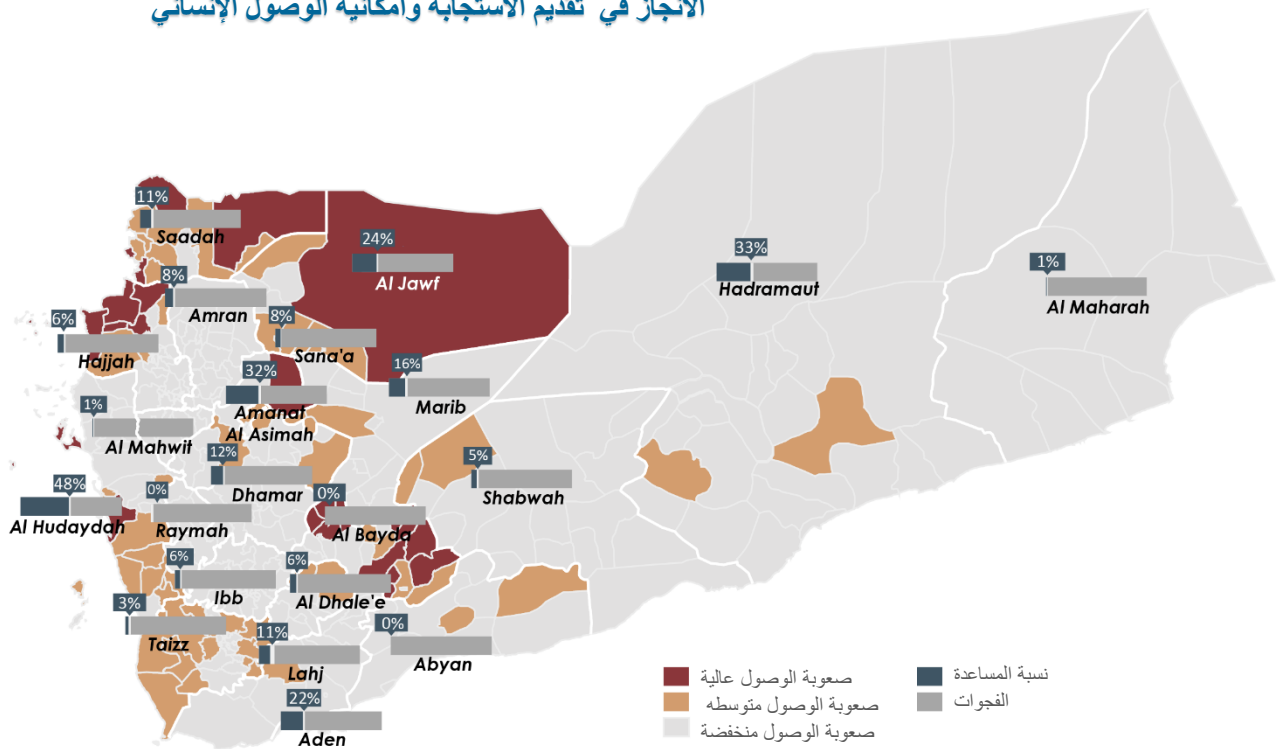 الانجاز في تقديم الاستجابة وامكانية الوصول الإنساني
11%
Saadah
24%
Al Jawf
33%
Hadramaut
1%
Al Maharah
8%
Amran
6%
Hajjah
8%
Sana'a
32%
Amanat
Al Asimah
16%
Marib
1%
Al Mahwit
12%
Dhamar
5%
Shabwah
48%
Al Hudaydah
0%
Raymah
0%
Al Bayda
6%
Ibb
6%
Al Dhale'e
3%
Taizz
11%
Lahj
0%
Abyan
22%
Aden
صعوبة الوصول عالية
صعوبة الوصول متوسطه
صعوبة الوصول منخفضة
نسبة المساعدة
الفجوات